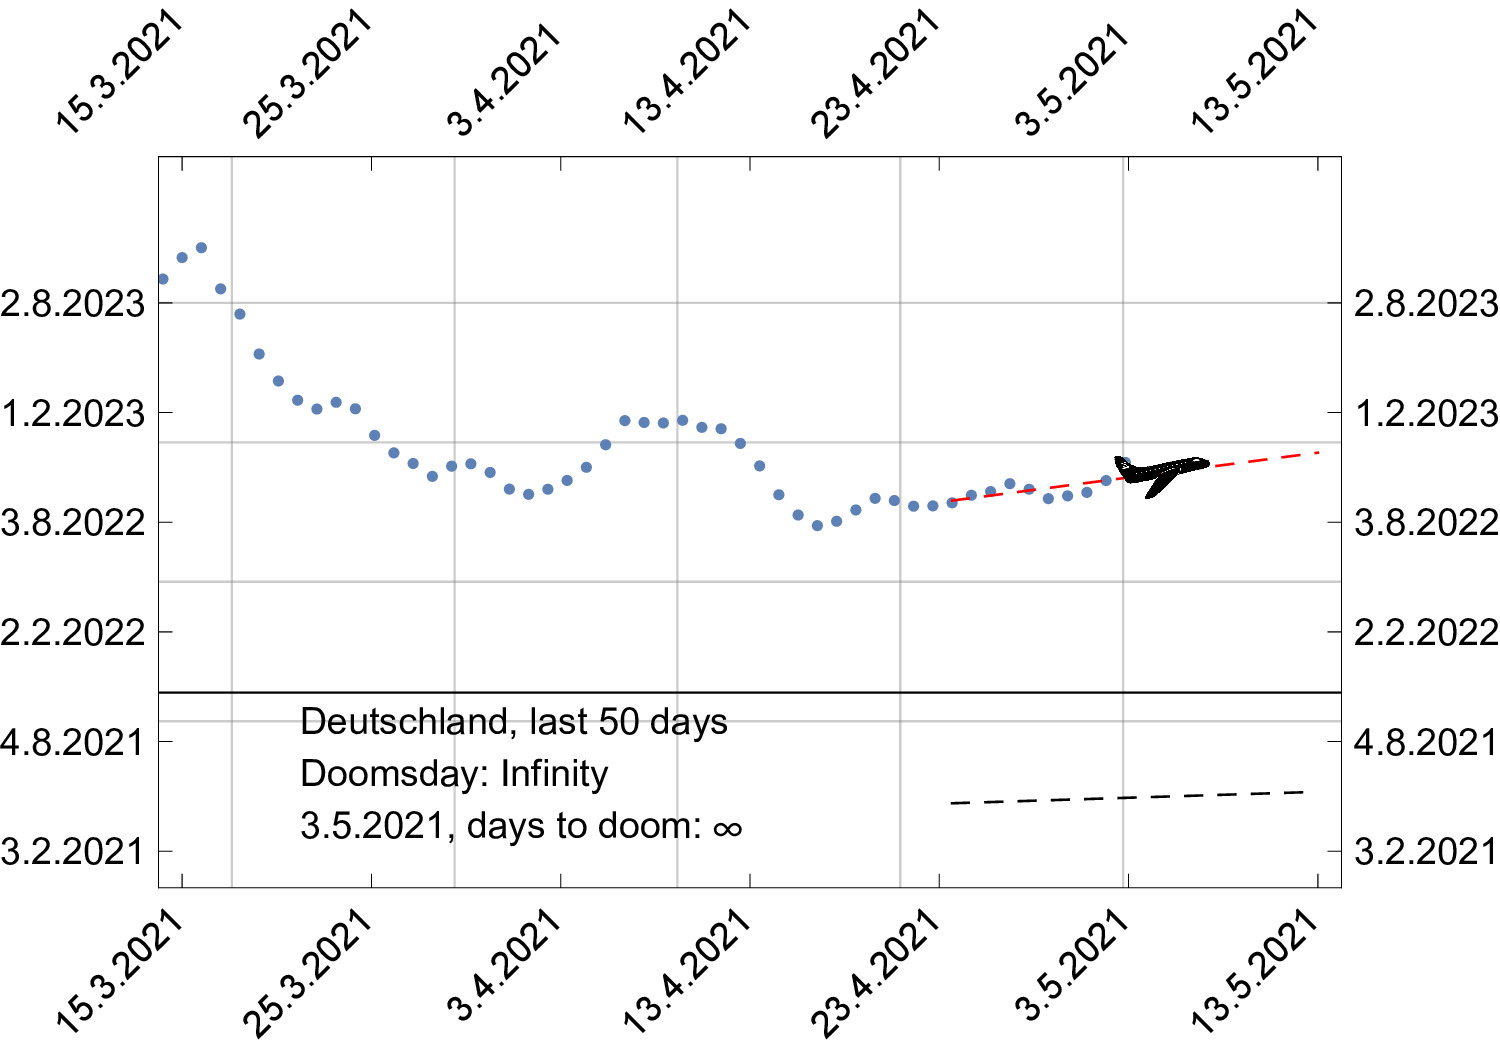 15.3.2021 25.3.2021 3.4.2021 13.4.2021 23.4.2021 3.5.2021 13.5.2021
2.8.2023 2.8.2023
1.2.2023 1.2.2023
3.8.2022 3.8.2022
2.2.2022 2.2.2022
Deutschland, last 50 days
4.8.2021 4.8.2021
Doomsday: Infinity
3.5.2021, days to doom: ∞
3.2.2021 3.2.2021
15.3.2021 25.3.2021 3.4.2021 13.4.2021 23.4.2021 3.5.2021 13.5.2021